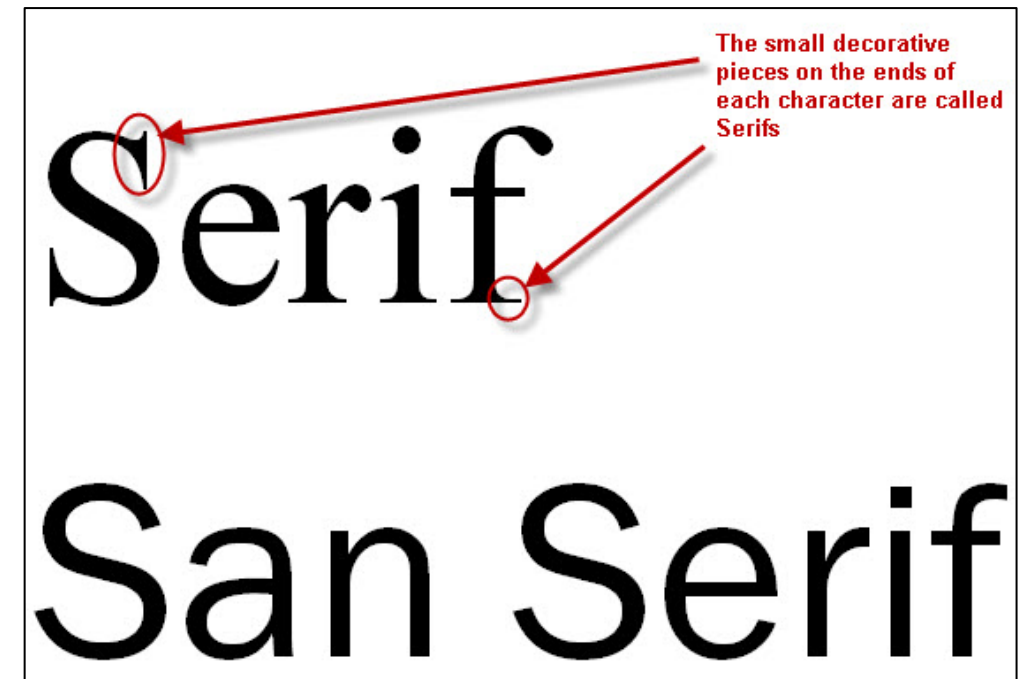 The small decorative
pieces on the ends of
each character are called
Serifs
Serif
San Serif